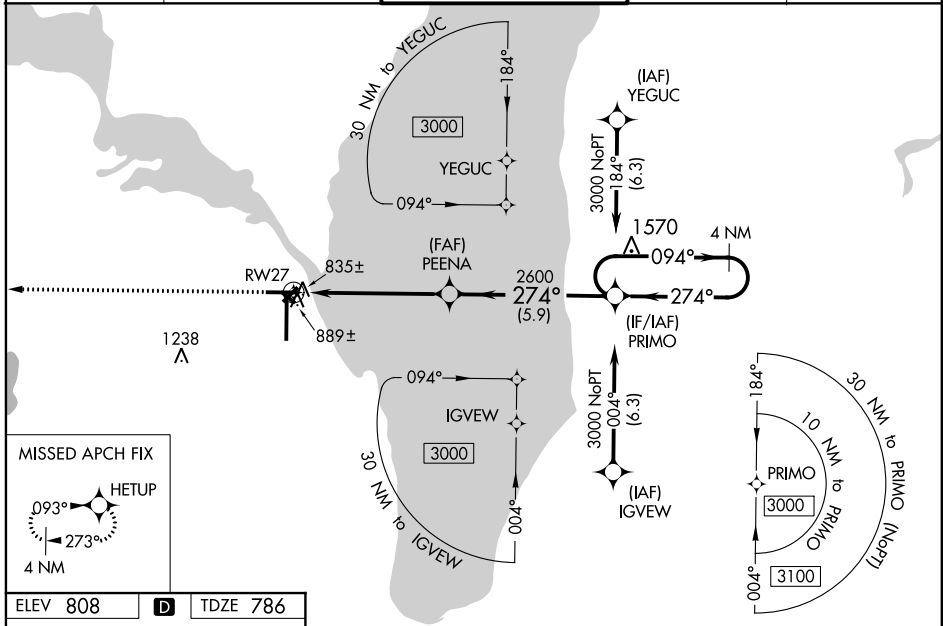 30 NM to YEGUC
184°
3000
YEGUC
094°
(IAF)
YEGUC
3000 NoPT
184°
(6.3)
1570
4 NM
094°
274°
(FAF)
PEENA
2600
274°
(5.9)
(IF/IAF)
PRIMO
RW27
835±
889±
1238
094°
IGVEW
3000
004°
30 NM to IGVEW
3000 NoPT
004°
(6.3)
(IAF)
IGVEW
184°
30 NM to PRIMO (NoPT)
10 NM to PRIMO
PRIMO
3000
004°
3100
MISSED APCH FIX
HETUP
093°
273°
4 NM
ELEV 808 D TDZE 786